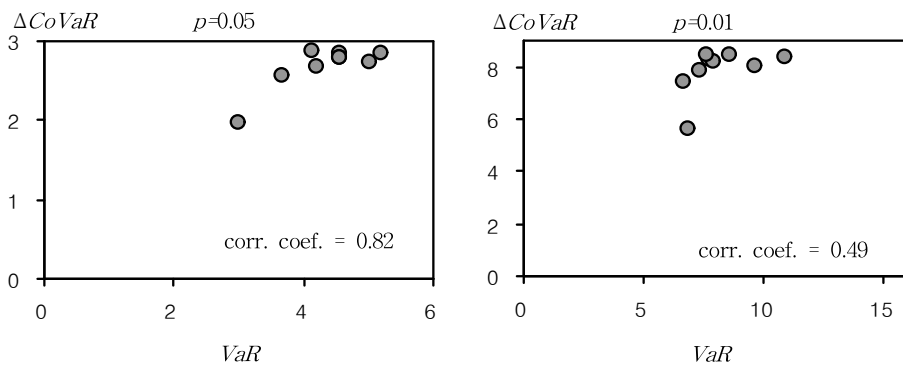 ΔCoVaR p=0.05
3
2
1
0
corr. coef. = 0.82
0 2 4 6
VaR
ΔCoVaR p=0.01
8
6
4
2
0
corr. coef. = 0.49
0 5 10 15
VaR